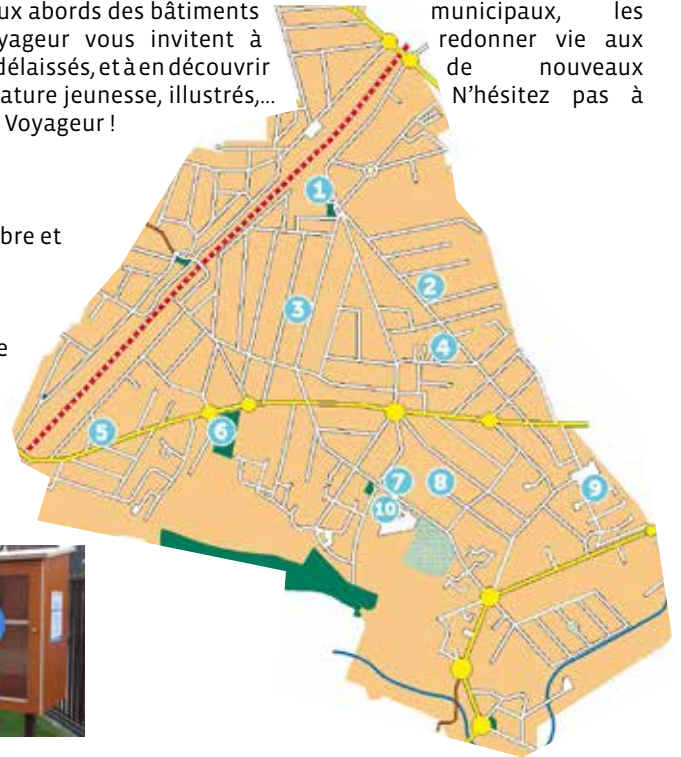 ux abords des bâtiments municipaux, les
yageur vous invitent à redonner vie aux
délaissés, et à en découvrir de nouveaux
ature jeunesse, illustrés,... N'hésitez pas à
Voyageur !
bre et
e
1
2
3
4
5
6
7
8
9
10